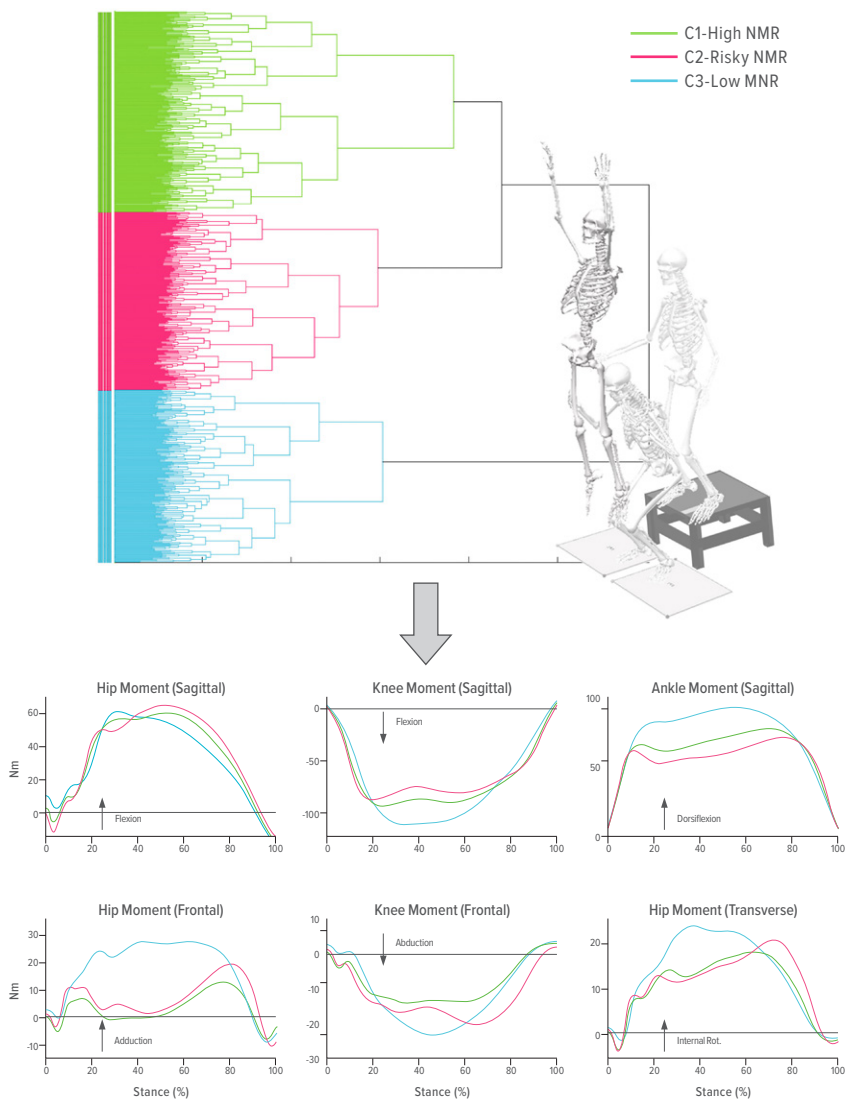 C1-High NMR
C2-Risky NMR
C3-Low MNR
Hip Moment (Sagittal)
Knee Moment (Sagittal)
Ankle Moment (Sagittal)
Nm
60
40
20
0
Flexion
0 20 40 60 80 100
0
-50
-100
Flexion
0 20 40 60 80 100
100
50
0
Dorsiflexion
0 20 40 60 80 100
Hip Moment (Frontal)
Knee Moment (Frontal)
Hip Moment (Transverse)
Nm
30
20
10
0
-10
Adduction
0 20 40 60 80 100
Stance (%)
10
0
-10
-20
-30
Abduction
0 20 40 60 80 100
Stance (%)
20
10
0
Internal Rot.
0 20 40 60 80 100
Stance (%)